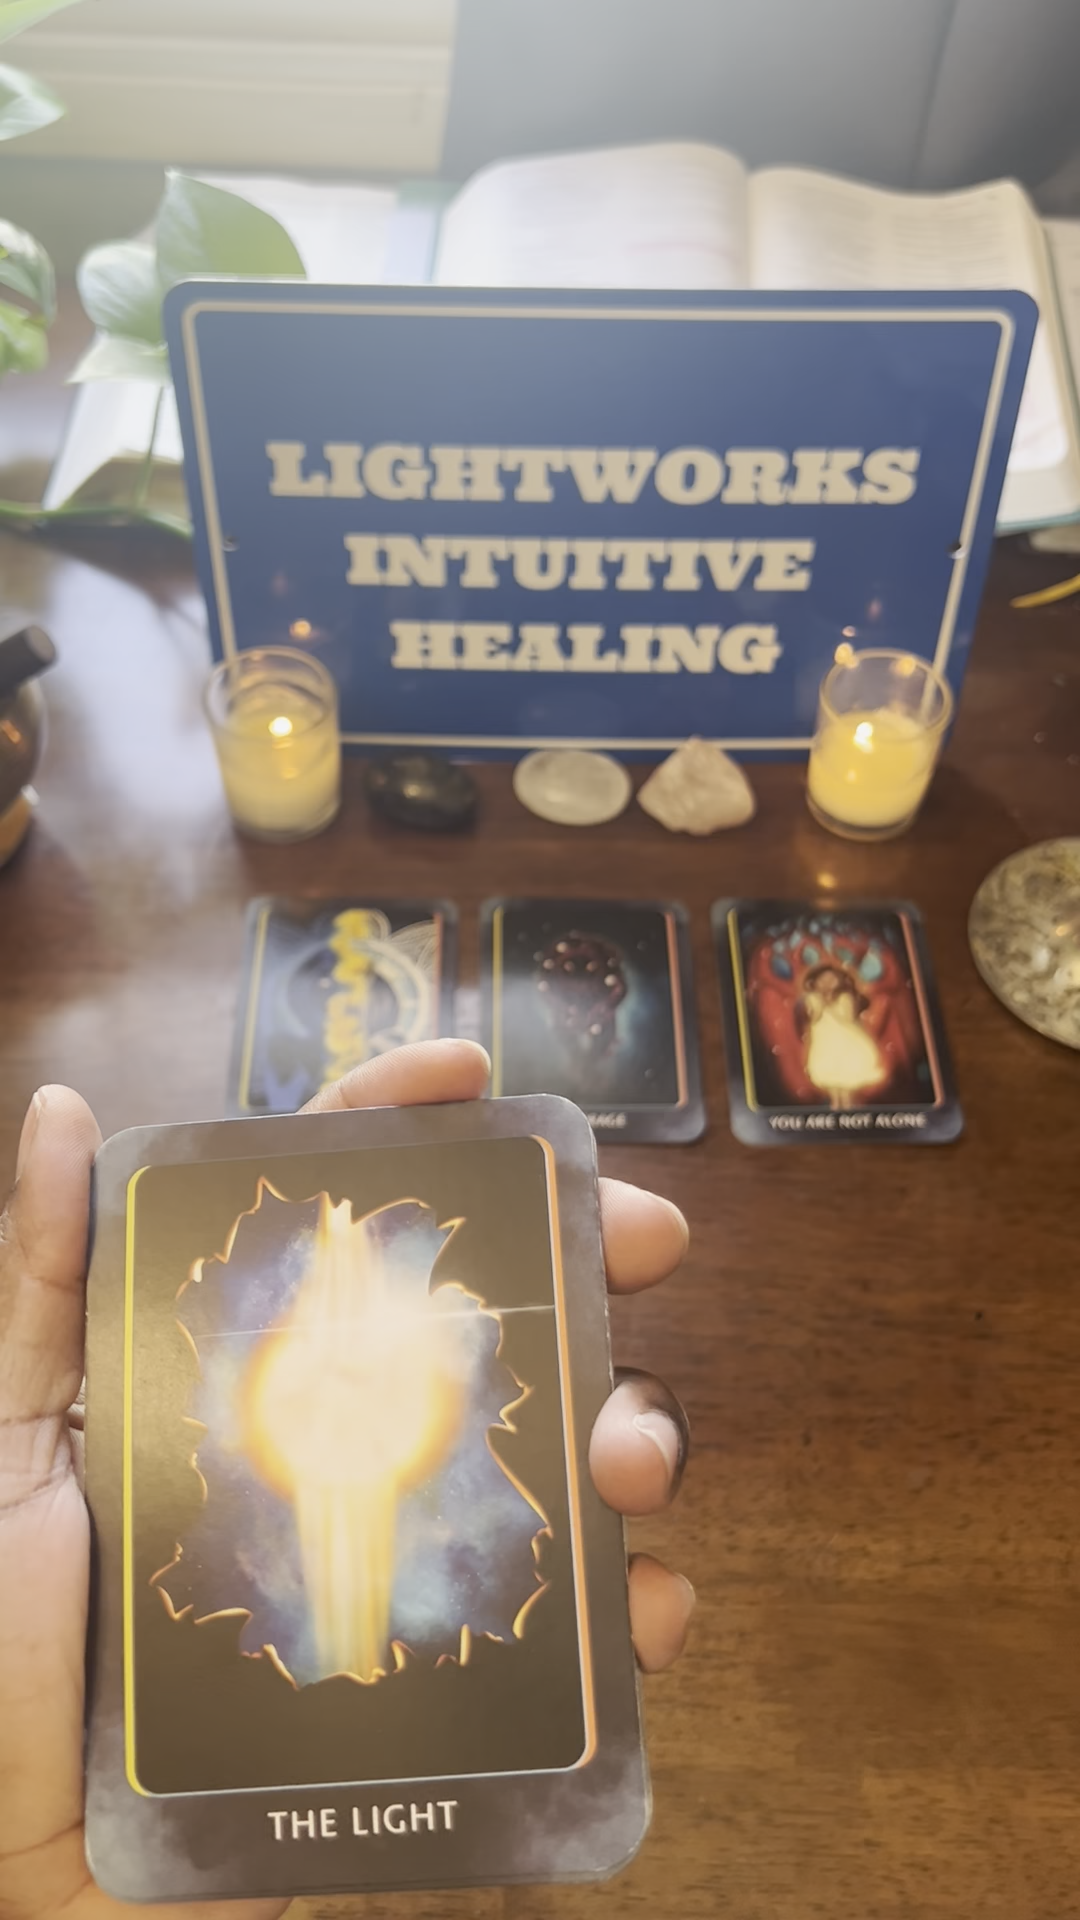 LIGHTWORKS
INTUITIVE
HEALING
YOU ARE NOT ALONE
THE LIGHT